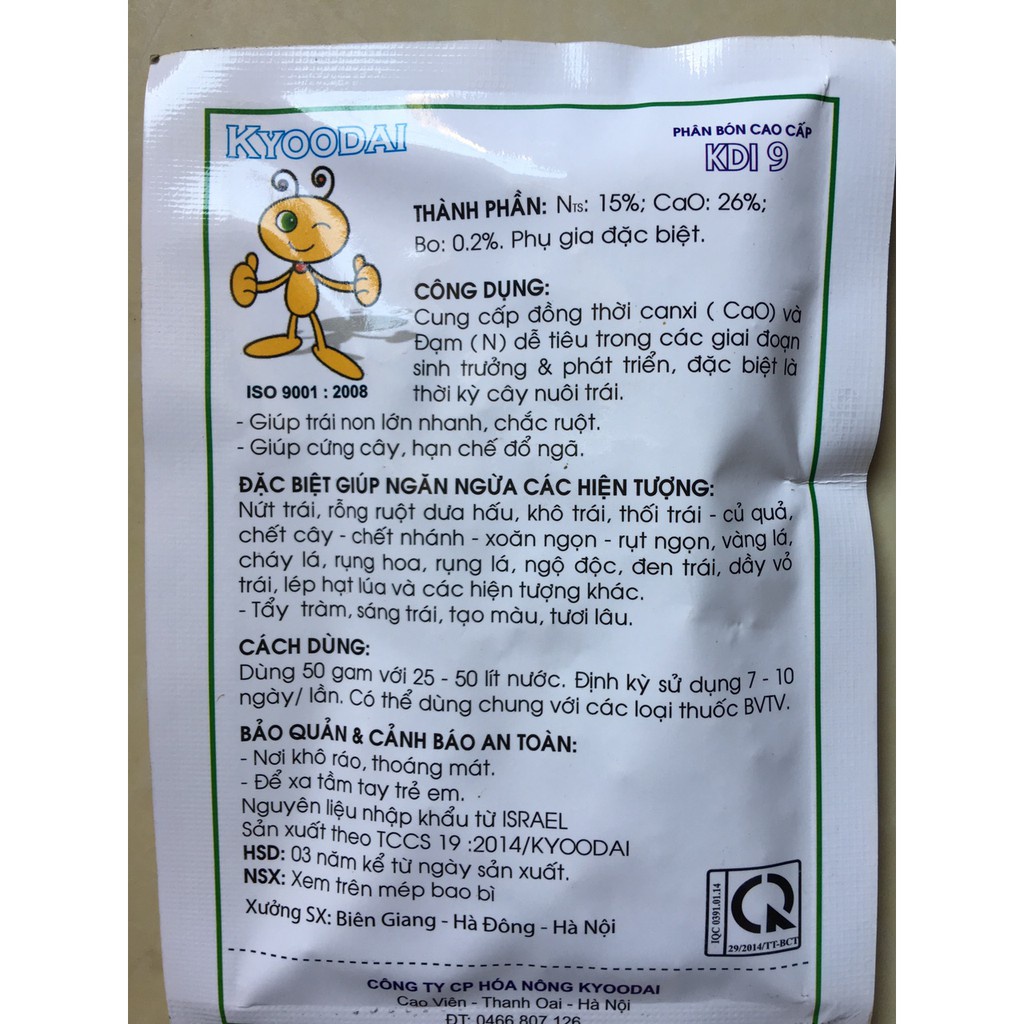 KYOODAI
PHÂN BÓN CAO CẤP
KDI 9
THÀNH PHẦN: NTS: 15%; CaO: 26%;
Bo: 0.2%. Phụ gia đặc biệt.
CÔNG DỤNG:
Cung cấp đồng thời canxi ( CaO) và
Đạm ( N) dễ tiêu trong các giai đoạn
sinh trưởng & phát triển, đặc biệt là
thời kỳ cây nuôi trái.
ISO 9001 : 2008
- Giúp trái non lớn nhanh, chắc ruột.
- Giúp cứng cây, hạn chế đổ ngã.
ĐẶC BIỆT GIÚP NGĂN NGỪA CÁC HIỆN TƯỢNG:
Nứt trái, rỗng ruột dưa hấu, khô trái, thối trái - củ quả,
chết cây - chết nhánh - xoăn ngọn - rụt ngọn, vàng lá,
cháy lá, rụng hoa, rụng lá, ngộ độc, đen trái, dầy vỏ
trái, lép hạt lúa và các hiện tượng khác.
- Tẩy tràm, sáng trái, tạo màu, tươi lâu.
CÁCH DÙNG:
Dùng 50 gam với 25 - 50 lít nước. Định kỳ sử dụng 7 - 10
ngày/ lần. Có thể dùng chung với các loại thuốc BVTV.
BẢO QUẢN & CẢNH BÁO AN TOÀN:
- Nơi khô ráo, thoáng mát.
- Để xa tầm tay trẻ em.
Nguyên liệu nhập khẩu từ ISRAEL
Sản xuất theo TCCS 19 :2014/KYOODAI
HSD: 03 năm kể từ ngày sản xuất.
NSX: Xem trên mép bao bì
Xưởng SX: Biên Giang - Hà Đông - Hà Nội
IQC 0391.01.14
29/2014/TT-BCT
CÔNG TY CP HÓA NÔNG KYOODAI
Cao Viên - Thanh Oai - Hà Nội
ĐT: 0466 807 126